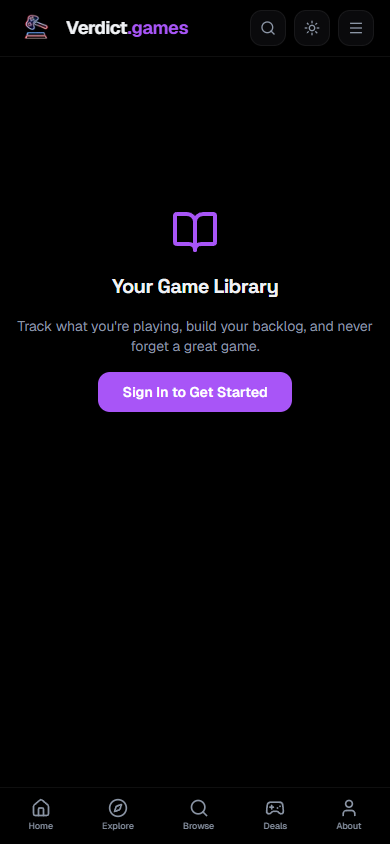 Verdict.games
Your Game Library
Track what you're playing, build your backlog, and never
forget a great game.
Sign in to Get Started
Home
Explore
Browse
Deals
About